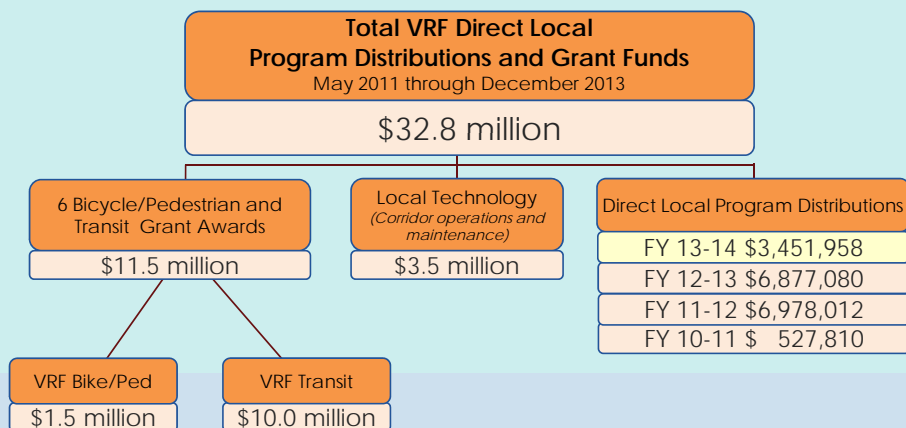 Total VRF Direct Local
Program Distributions and Grant Funds
May 2011 through December 2013
$32.8 million
6 Bicycle/Pedestrian and
Transit Grant Awards
$11.5 million
Local Technology
(Corridor operations and
maintenance)
$3.5 million
Direct Local Program Distributions
FY 13-14 $3,451,958
FY 12-13 $6,877,080
FY 11-12 $6,978,012
FY 10-11 $ 527,810
VRF Bike/Ped
$1.5 million
VRF Transit
$10.0 million